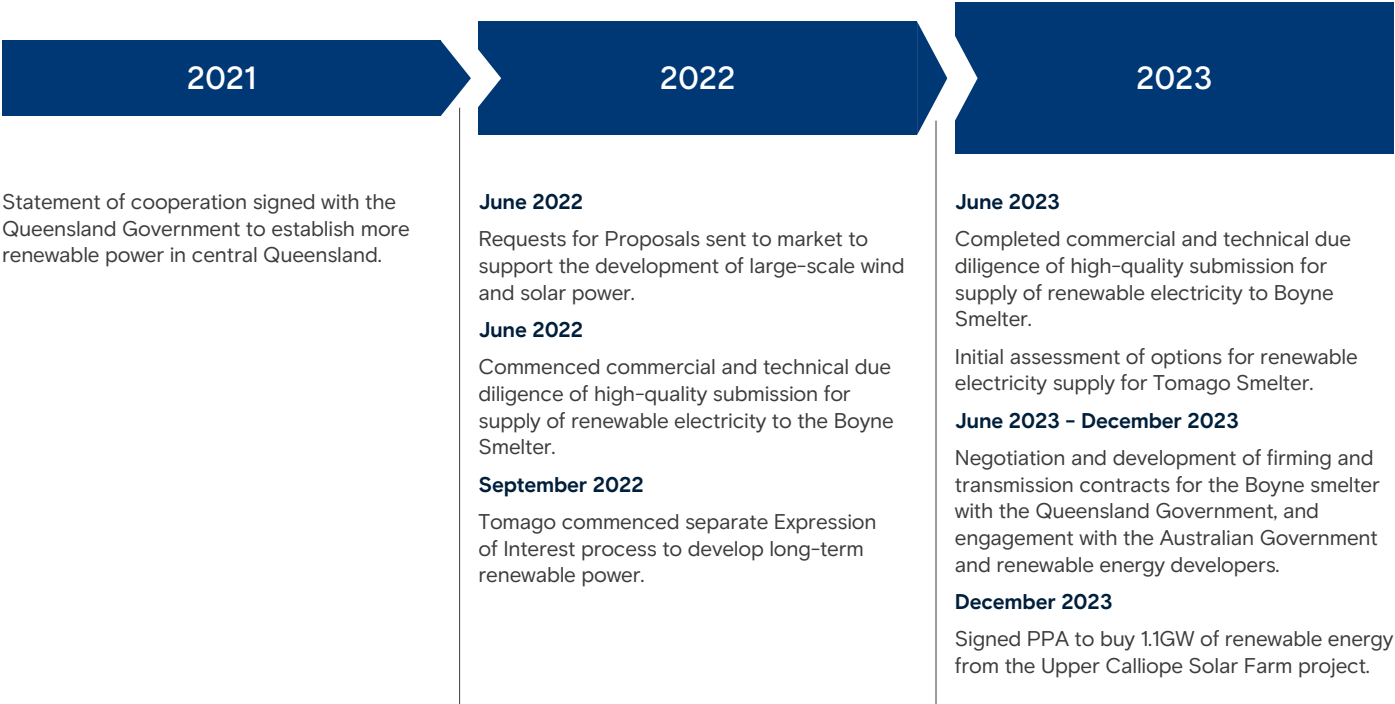 2021
Statement of cooperation signed with the
Queensland Government to establish more
renewable power in central Queensland.
2022
June 2022
Requests for Proposals sent to market to
support the development of large-scale wind
and solar power.
June 2022
Commenced commercial and technical due
diligence of high-quality submission for
supply of renewable electricity to the Boyne
Smelter.
September 2022
Tomago commenced separate Expression
of Interest process to develop long-term
renewable power.
2023
June 2023
Completed commercial and technical due
diligence of high-quality submission for
supply of renewable electricity to Boyne
Smelter.
Initial assessment of options for renewable
electricity supply for Tomago Smelter.
June 2023 – December 2023
Negotiation and development of firming and
transmission contracts for the Boyne smelter
with the Queensland Government, and
engagement with the Australian Government
and renewable energy developers.
December 2023
Signed PPA to buy 1.1GW of renewable energy
from the Upper Calliope Solar Farm project.